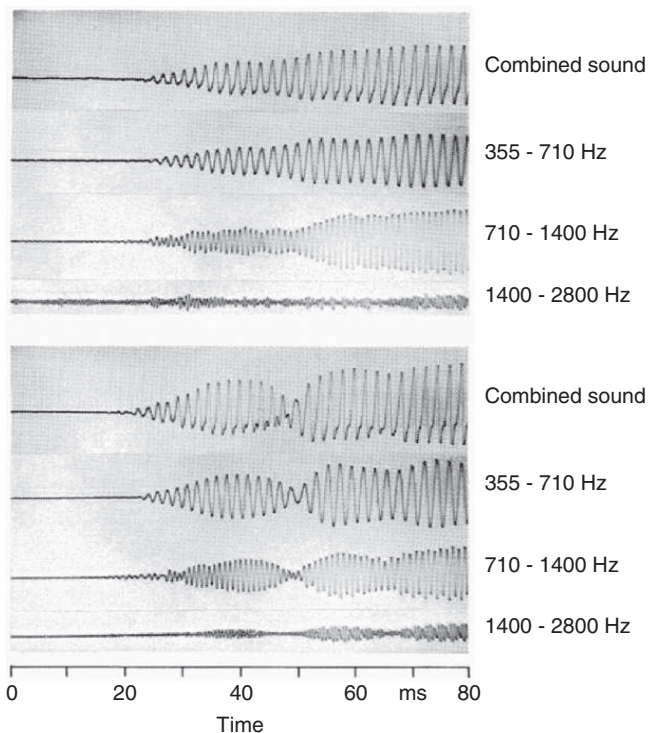 Combined sound
355 - 710 Hz
710 - 1400 Hz
1400 - 2800 Hz
Combined sound
355 - 710 Hz
710 - 1400 Hz
1400 - 2800 Hz
0 20 40 60 ms 80
Time